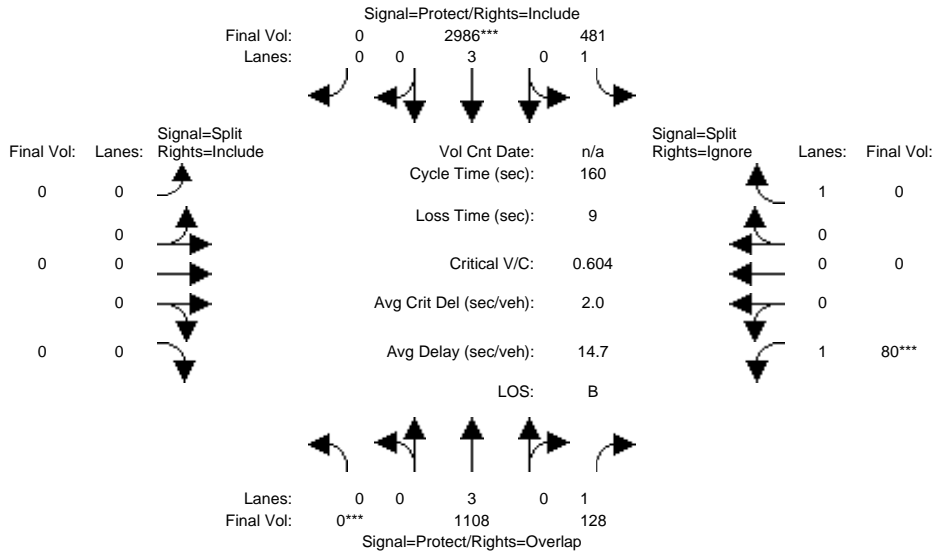 Signal=Protect/Rights=Include
Final Vol: 0 2986*** 481
Lanes: 0 0 3 0 1
Signal=Split Signal=Split
Final Vol: Lanes: Rights=Include Vol Cnt Date: n/a Rights=Ignore Lanes: Final Vol:
Cycle Time (sec): 160
0 0 1 0
Loss Time (sec): 9
0 0
0 0 Critical V/C: 0.604 0 0
0 Avg Crit Del (sec/veh): 2.0 0
0 0 Avg Delay (sec/veh): 14.7 1 80***
LOS: B
Lanes: 0 0 3 0 1
Final Vol: 0*** 1108 128
Signal=Protect/Rights=Overlap